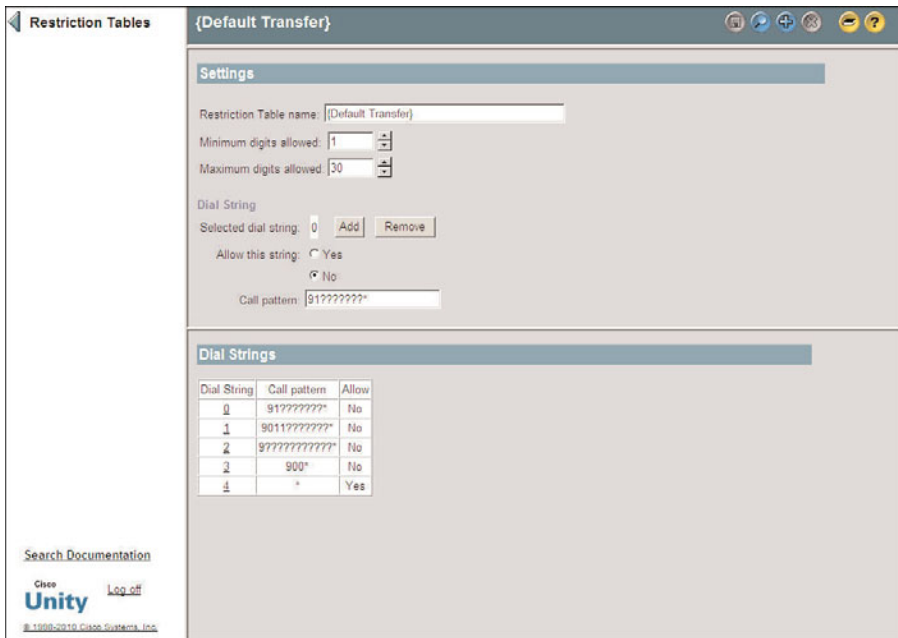 Restriction Tables
{Default Transfer}
Settings
Restriction Table name: {Default Transfer}
Minimum digits allowed: 1
Maximum digits allowed: 30
Dial String
Selected dial string: 0 Add Remove
Allow this string: Yes
No
Call pattern: 91???????*
Dial Strings
Dial String Call pattern Allow
0 91???????* No
1 9011???????* No
2 9???????????* No
3 900* No
4 * Yes
Search Documentation
Cisco
Unity
Log off
© 1998-2010 Cisco Systems, Inc.